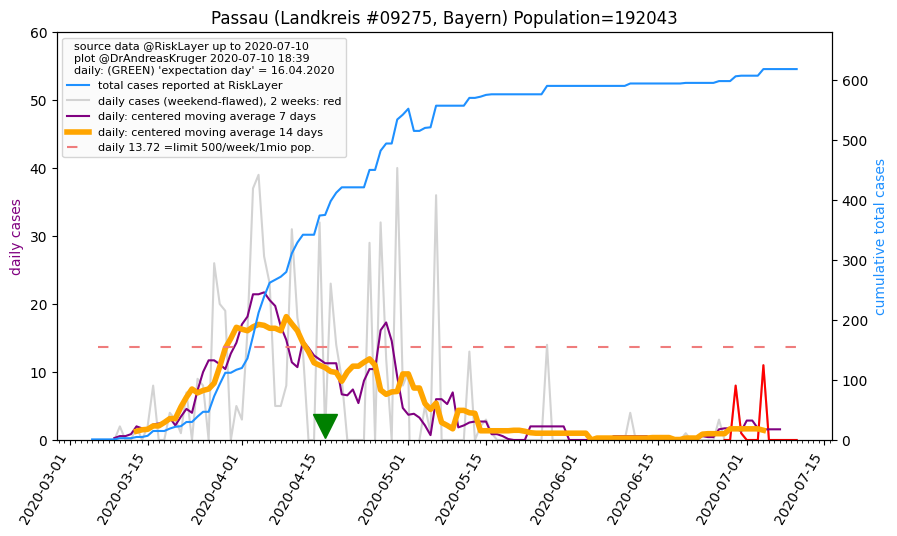 Passau (Landkreis #09275, Bayern) Population=192043
source data @RiskLayer up to 2020-07-10
plot @DrAndreasKruger 2020-07-10 18:39
daily: (GREEN) 'expectation day' = 16.04.2020
total cases reported at RiskLayer
daily cases (weekend-flawed), 2 weeks: red
daily: centered moving average 7 days
daily: centered moving average 14 days
daily 13.72 =limit 500/week/1mio pop.
daily cases
60
50
40
30
20
10
0
cumulative total cases
600
500
400
300
200
100
0
2020-03-01
2020-03-15
2020-04-01
2020-04-15
2020-05-01
2020-05-15
2020-06-01
2020-06-15
2020-07-01
2020-07-15